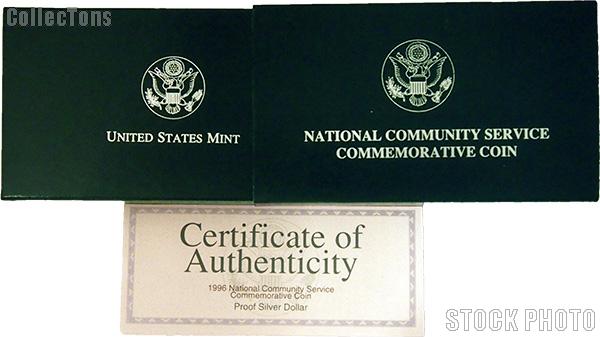 CollecTons
UNITED STATES MINT
NATIONAL COMMUNITY SERVICE
COMMEMORATIVE COIN
Certificate of
Authenticity
1996 National Community Service
Commemorative Coin
Proof Silver Dollar
STOCK PHOTO